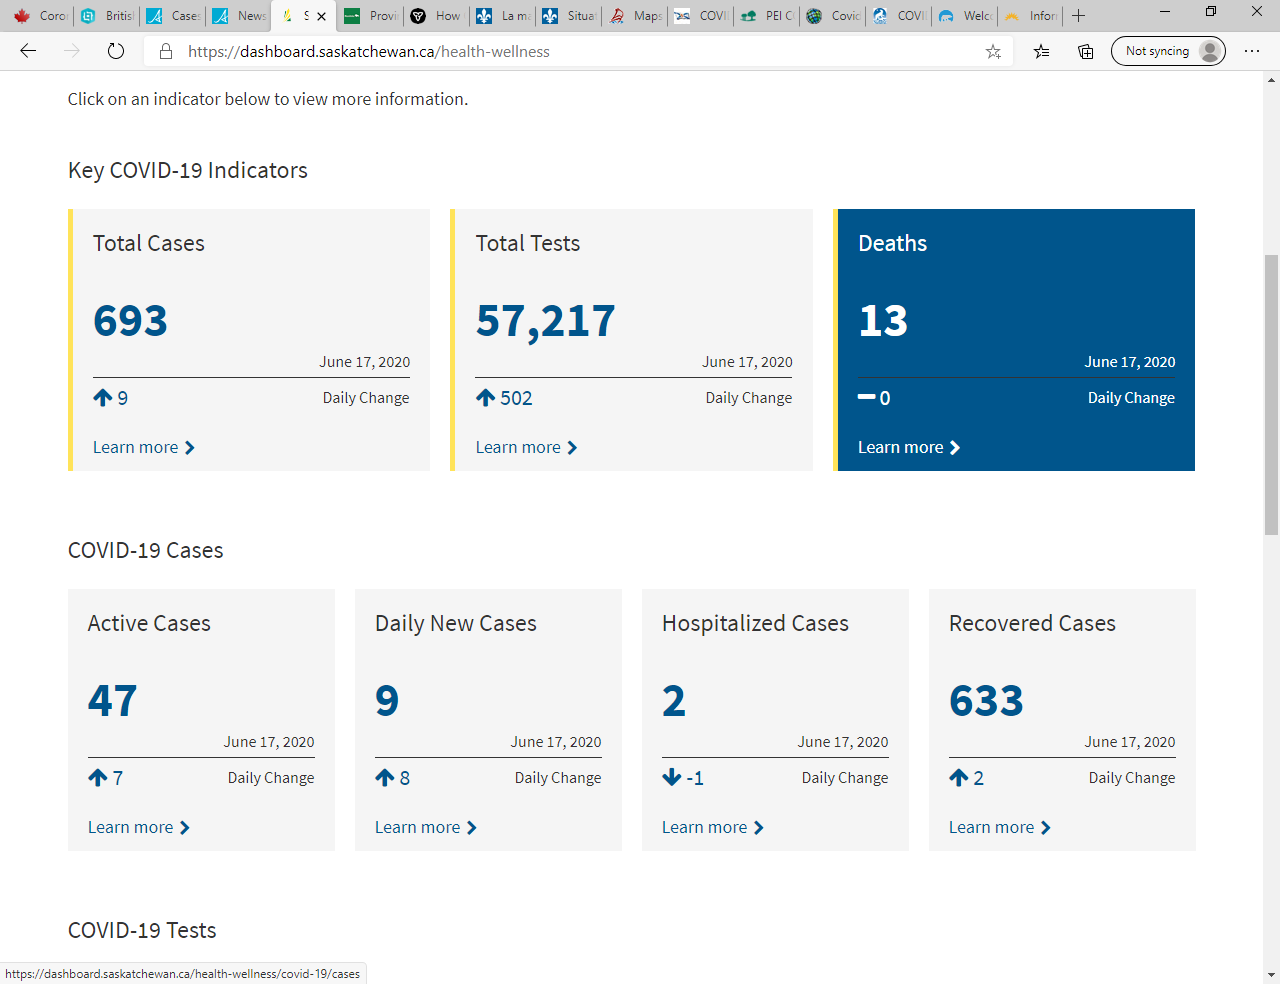 Coro
Britis
Case
News
S
Provi
How
La ma
Situat
Maps
COVI
PEI C
Covid
COVI
Welc
Infor
https://dashboard.saskatchewan.ca/health-wellness
Not syncing
Click on an indicator below to view more information.
Key COVID-19 Indicators
Total Cases
693
June 17, 2020
9 Daily Change
Learn more
Total Tests
57,217
June 17, 2020
502 Daily Change
Learn more
Deaths
13
June 17, 2020
0 Daily Change
Learn more
COVID-19 Cases
Active Cases
47
June 17, 2020
7 Daily Change
Learn more
Daily New Cases
9
June 17, 2020
8 Daily Change
Learn more
Hospitalized Cases
2
June 17, 2020
-1 Daily Change
Learn more
Recovered Cases
633
June 17, 2020
2 Daily Change
Learn more
COVID-19 Tests
https://dashboard.saskatchewan.ca/health-wellness/covid-19/cases